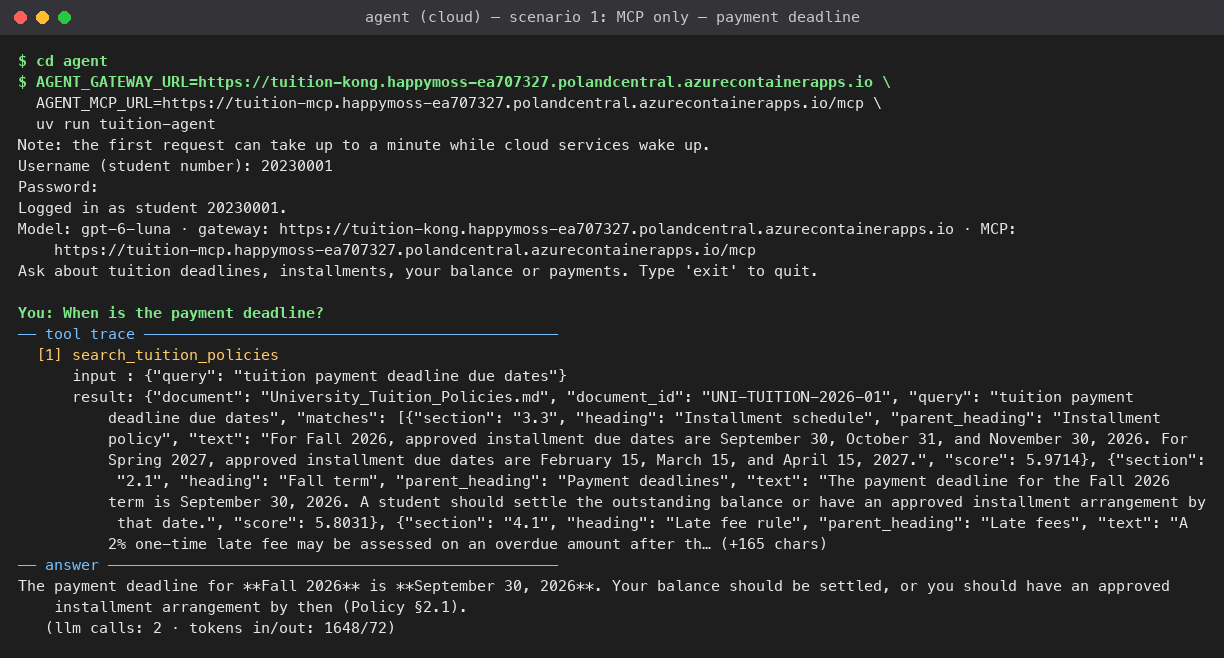 agent (cloud) — scenario 1: MCP only — payment deadline
$ cd agent
$ AGENT_GATEWAY_URL=https://tuition-kong.happymoss-ea707327.polandcentral.azurecontainerapps.io \
AGENT_MCP_URL=https://tuition-mcp.happymoss-ea707327.polandcentral.azurecontainerapps.io/mcp \
uv run tuition-agent
Note: the first request can take up to a minute while cloud services wake up.
Username (student number): 20230001
Password:
Logged in as student 20230001.
Model: gpt-6-luna · gateway: https://tuition-kong.happymoss-ea707327.polandcentral.azurecontainerapps.io · MCP:
https://tuition-mcp.happymoss-ea707327.polandcentral.azurecontainerapps.io/mcp
Ask about tuition deadlines, installments, your balance or payments. Type 'exit' to quit.
You: When is the payment deadline?
── tool trace ──────────────────────────────────────────────
[1] search_tuition_policies
input : {"query": "tuition payment deadline due dates"}
result: {"document": "University_Tuition_Policies.md", "document_id": "UNI-TUITION-2026-01", "query": "tuition payment
deadline due dates", "matches": [{"section": "3.3", "heading": "Installment schedule", "parent_heading": "Installment
policy", "text": "For Fall 2026, approved installment due dates are September 30, October 31, and November 30, 2026. For
Spring 2027, approved installment due dates are February 15, March 15, and April 15, 2027.", "score": 5.9714}, {"section":
"2.1", "heading": "Fall term", "parent_heading": "Payment deadlines", "text": "The payment deadline for the Fall 2026
term is September 30, 2026. A student should settle the outstanding balance or have an approved installment arrangement by
that date.", "score": 5.8031}, {"section": "4.1", "heading": "Late fee rule", "parent_heading": "Late fees", "text": "A
2% one-time late fee may be assessed on an overdue amount after th… (+165 chars)
── answer ──────────────────────────────────────────────────
The payment deadline for **Fall 2026** is **September 30, 2026**. Your balance should be settled, or you should have an approved
installment arrangement by then (Policy §2.1).
(llm calls: 2 · tokens in/out: 1648/72)